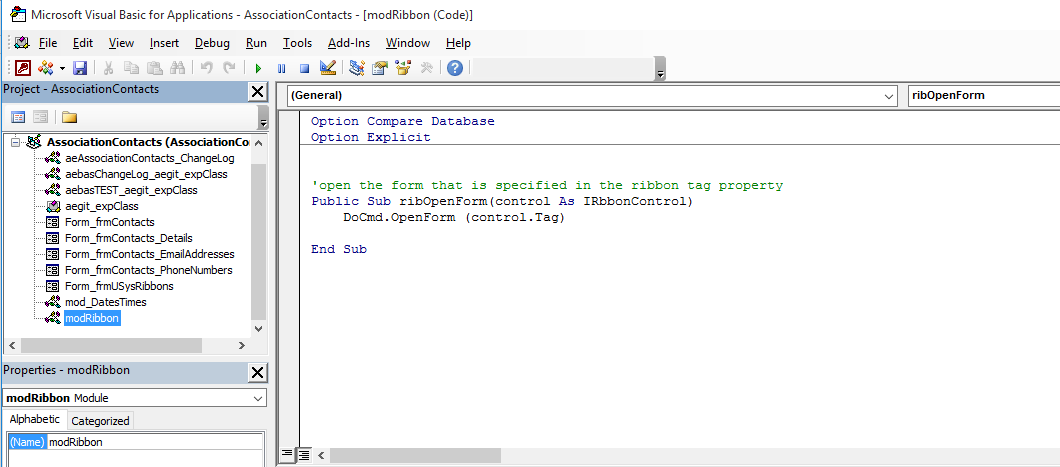 Microsoft Visual Basic for Applications - AssociationContacts - [modRibbon (Code)]
File Edit View Insert Debug Run Tools Add-Ins Window Help
Project - AssociationContacts
AssociationContacts (AssociationCo
aeAssociationContacts_ChangeLog
aebasChangeLog_aegit_expClass
aebasTEST_aegit_expClass
aegit_expClass
Form_frmContacts
Form_frmContacts_Details
Form_frmContacts_EmailAddresses
Form_frmContacts_PhoneNumbers
Form_frmUSysRibbons
mod_DatesTimes
modRibbon
Properties - modRibbon
modRibbon Module
Alphabetic Categorized
(Name) modRibbon
(General) ribOpenForm
Option Compare Database
Option Explicit
'open the form that is specified in the ribbon tag property
Public Sub ribOpenForm(control As IRbbonControl)
DoCmd.OpenForm (control.Tag)
End Sub